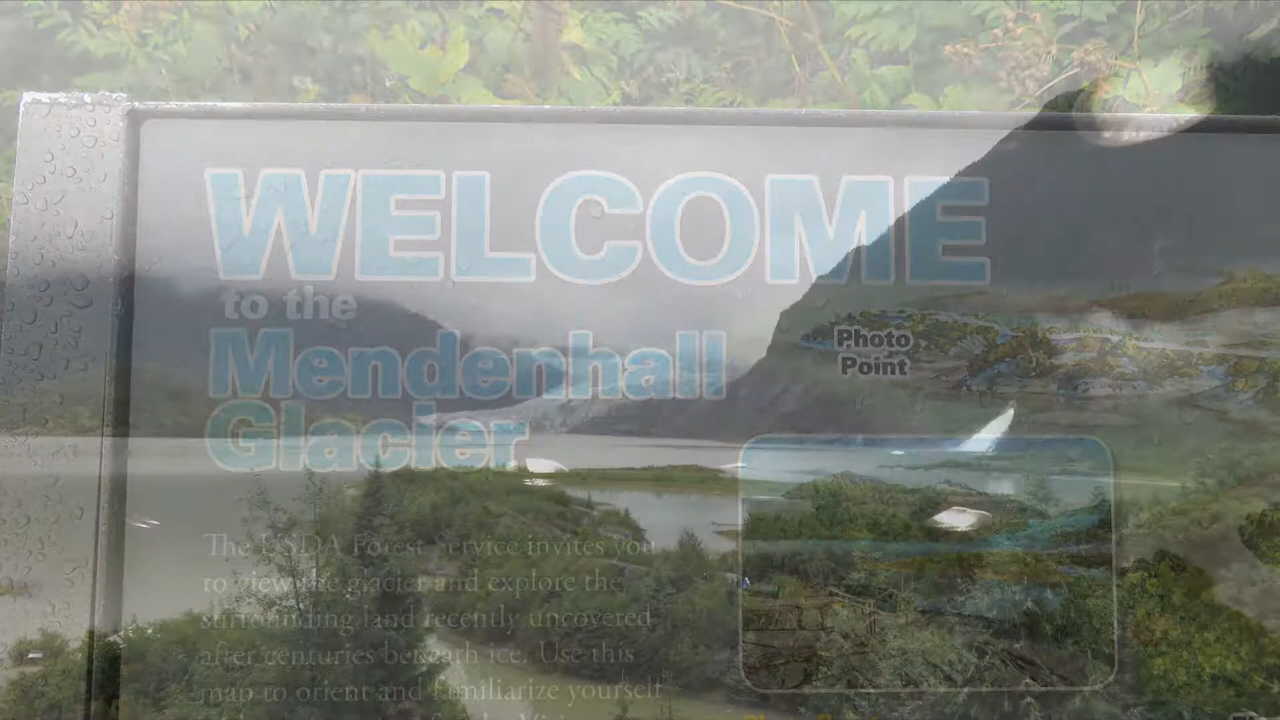 WELCOME
to the
Mendenhall
Glacier
Photo
Point
The USDA Forest Service invites you
to view the glacier and explore the
surrounding land recently uncovered
after centuries beneath ice. Use this
map to orient and familiarize yourself